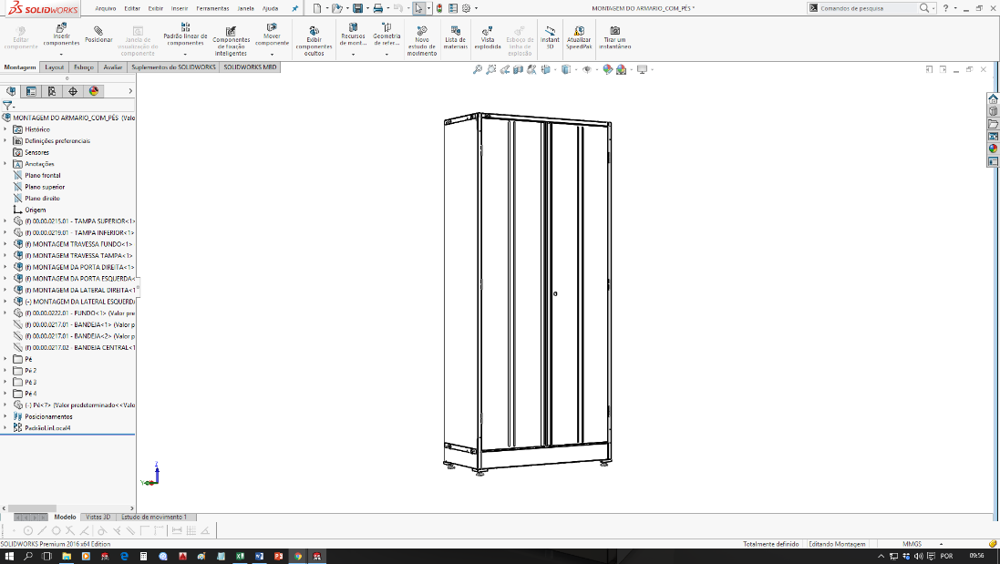 SOLIDWORKS
Arquivo Editar Exibir Inserir Ferramentas Janela Ajuda
MONTAGEM DO ARMARIO_COM_PÉS *
Comandos de pesquisa
Editar componente
Inserir componentes
Posicionar
Janela de visualização do componente
Padrão linear de componentes
Componentes de fixação inteligentes
Mover componente
Exibir componentes ocultos
Recursos de mont...
Geometria de refer...
Novo estudo de movimento
Lista de materiais
Vista explodida
Esboço de linha de explosão
Instant 3D
Atualizar SpeedPak
Tirar um instantâneo
Montagem Layout Esboço Avaliar Suplementos do SOLIDWORKS SOLIDWORKS MBD
MONTAGEM DO ARMARIO_COM_PÉS (Valo
Histórico
Definições preferenciais
Sensores
Anotações
Plano frontal
Plano superior
Plano direito
Origem
(f) 00.00.0215.01 - TAMPA SUPERIOR<1>
(f) 00.00.0219.01 - TAMPA INFERIOR<1>
(f) MONTAGEM TRAVESSA FUNDO<1>
(f) MONTAGEM TRAVESSA TAMPA<1>
(f) MONTAGEM DA PORTA DIREITA<1>
(f) MONTAGEM DA PORTA ESQUERDA<
(f) MONTAGEM DA LATERAL DIREITA<1
(-) MONTAGEM DA LATERAL ESQUERDA
(f) 00.00.0222.01 - FUNDO<1> (Valor pre
(f) 00.00.0217.01 - BANDEJA<1> (Valor p
(f) 00.00.0217.01 - BANDEJA<2> (Valor p
(f) 00.00.0217.02 - BANDEJA CENTRAL<1
Pé
Pé 2
Pé 3
Pé 4
(-) Pé<7> (Valor predeterminado<<Valo
Posicionamentos
PadrãoLinLocal4
Z
Y
Modelo Vistas 3D Estudo de movimento 1
SOLIDWORKS Premium 2016 x64 Edition
Totalmente definido Editando Montagem MMGS
POR 09:56